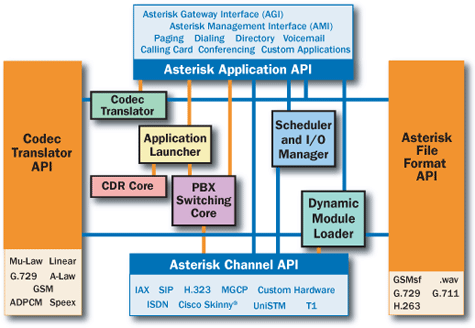 Asterisk Gateway Interface (AGI)
Asterisk Management Interface (AMI)
Paging Dialing Directory Voicemail
Calling Card Conferencing Custom Applications
Asterisk Application API
Codec
Translator
API
Mu-Law Linear
G.729 A-Law
GSM
ADPCM Speex
Codec
Translator
Application
Launcher
CDR Core
PBX
Switching
Core
Scheduler
and I/O
Manager
Dynamic
Module
Loader
Asterisk
File
Format
API
GSMsf .wav
G.729 G.711
H.263
Asterisk Channel API
IAX SIP H.323 MGCP Custom Hardware
ISDN Cisco Skinny® UniSTM T1